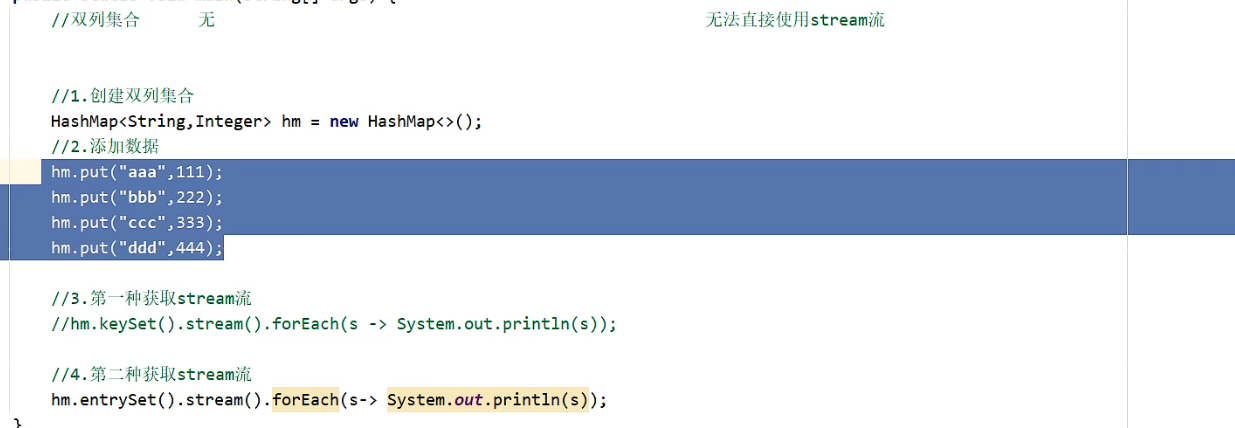 //双列集合 无 无法直接使用stream流
//1.创建双列集合
HashMap<String,Integer> hm = new HashMap<>();
//2.添加数据
hm.put("aaa",111);
hm.put("bbb",222);
hm.put("ccc",333);
hm.put("ddd",444);
//3.第一种获取stream流
//hm.keySet().stream().forEach(s -> System.out.println(s));
//4.第二种获取stream流
hm.entrySet().stream().forEach(s-> System.out.println(s));
}